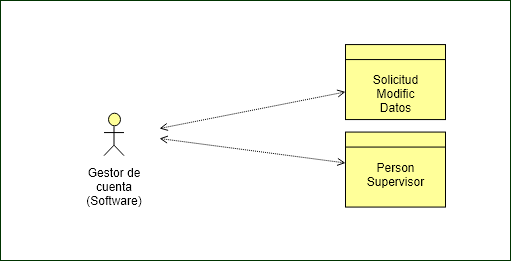 Solicitud
Modific
Datos
Gestor de
cuenta
(Software)
Person
Supervisor